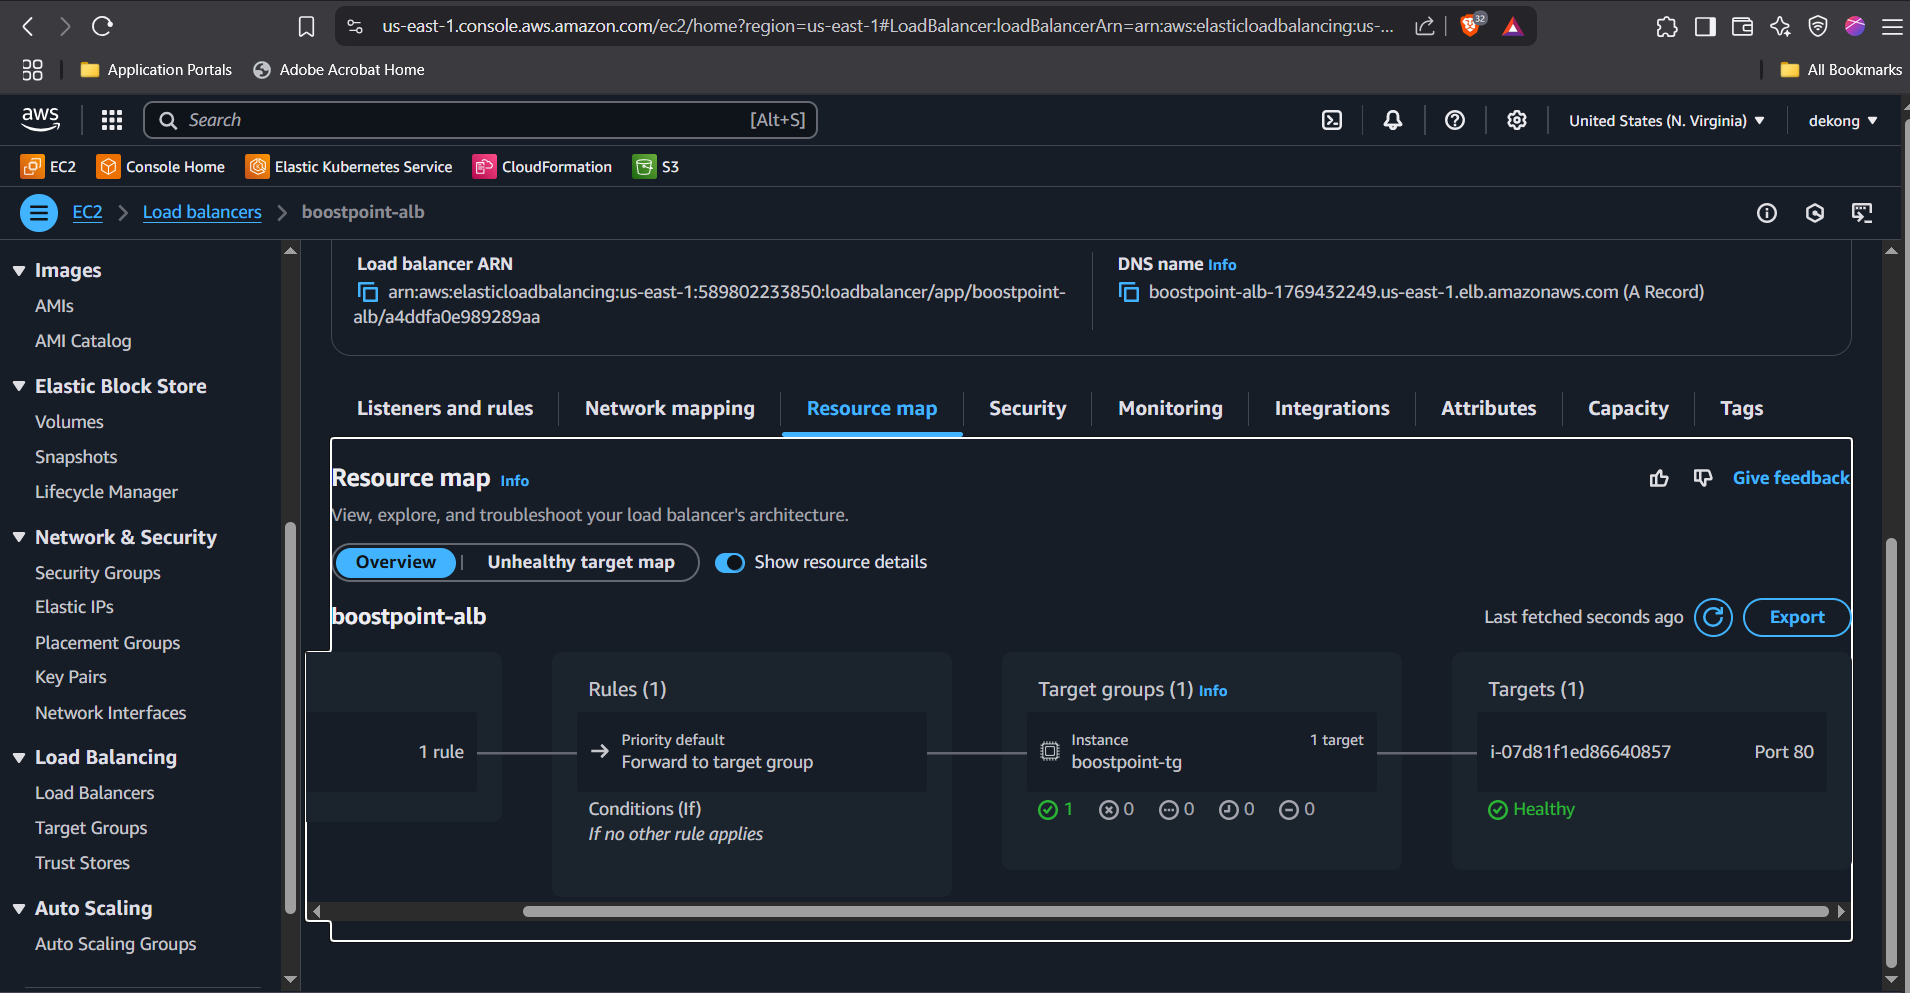 us-east-1.console.aws.amazon.com/ec2/home?region=us-east-1#LoadBalancer:loadBalancerArn=arn:aws:elasticloadbalancing:us-...
32
Application Portals
Adobe Acrobat Home
All Bookmarks
aws
Search
[Alt+S]
United States (N. Virginia)
dekong
EC2
Console Home
Elastic Kubernetes Service
CloudFormation
S3
EC2
Load balancers
boostpoint-alb
Images
AMIs
AMI Catalog
Elastic Block Store
Volumes
Snapshots
Lifecycle Manager
Network & Security
Security Groups
Elastic IPs
Placement Groups
Key Pairs
Network Interfaces
Load Balancing
Load Balancers
Target Groups
Trust Stores
Auto Scaling
Auto Scaling Groups
Load balancer ARN
arn:aws:elasticloadbalancing:us-east-1:589802233850:loadbalancer/app/boostpoint-
alb/a4ddfa0e989289aa
DNS name Info
boostpoint-alb-1769432249.us-east-1.elb.amazonaws.com (A Record)
Listeners and rules
Network mapping
Resource map
Security
Monitoring
Integrations
Attributes
Capacity
Tags
Resource map Info
Give feedback
View, explore, and troubleshoot your load balancer's architecture.
Overview
Unhealthy target map
Show resource details
boostpoint-alb
Last fetched seconds ago
Export
1 rule
Rules (1)
Priority default
Forward to target group
Conditions (If)
If no other rule applies
Target groups (1) Info
Instance
1 target
boostpoint-tg
1 0 0 0 0
Targets (1)
i-07d81f1ed86640857
Port 80
Healthy